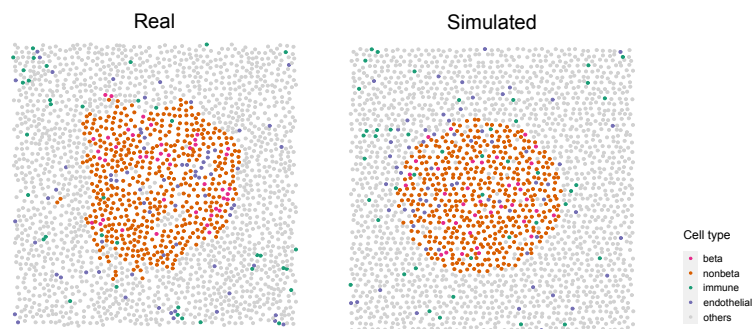 Real
Simulated
Cell type
beta
nonbeta
immune
endothelial
others